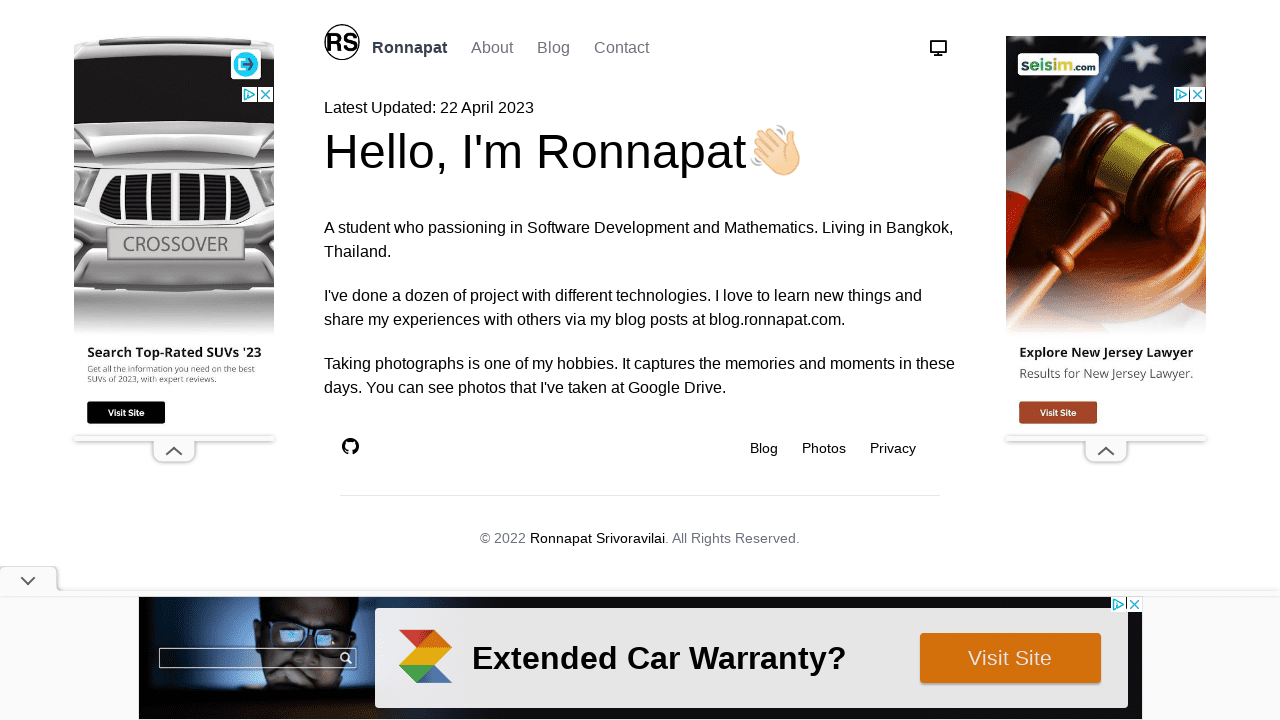 RS
Ronnapat
About
Blog
Contact
Latest Updated: 22 April 2023
Hello, I'm Ronnapat👋🏻
A student who passioning in Software Development and Mathematics. Living in Bangkok,
Thailand.
I've done a dozen of project with different technologies. I love to learn new things and
share my experiences with others via my blog posts at blog.ronnapat.com.
Taking photographs is one of my hobbies. It captures the memories and moments in these
days. You can see photos that I've taken at Google Drive.
Blog
Photos
Privacy
© 2022 Ronnapat Srivoravilai. All Rights Reserved.
CROSSOVER
Search Top-Rated SUVs '23
Get all the information you need on the best
SUVs of 2023, with expert reviews.
Visit Site
seisim.com
Explore New Jersey Lawyer
Results for New Jersey Lawyer.
Visit Site
Extended Car Warranty?
Visit Site